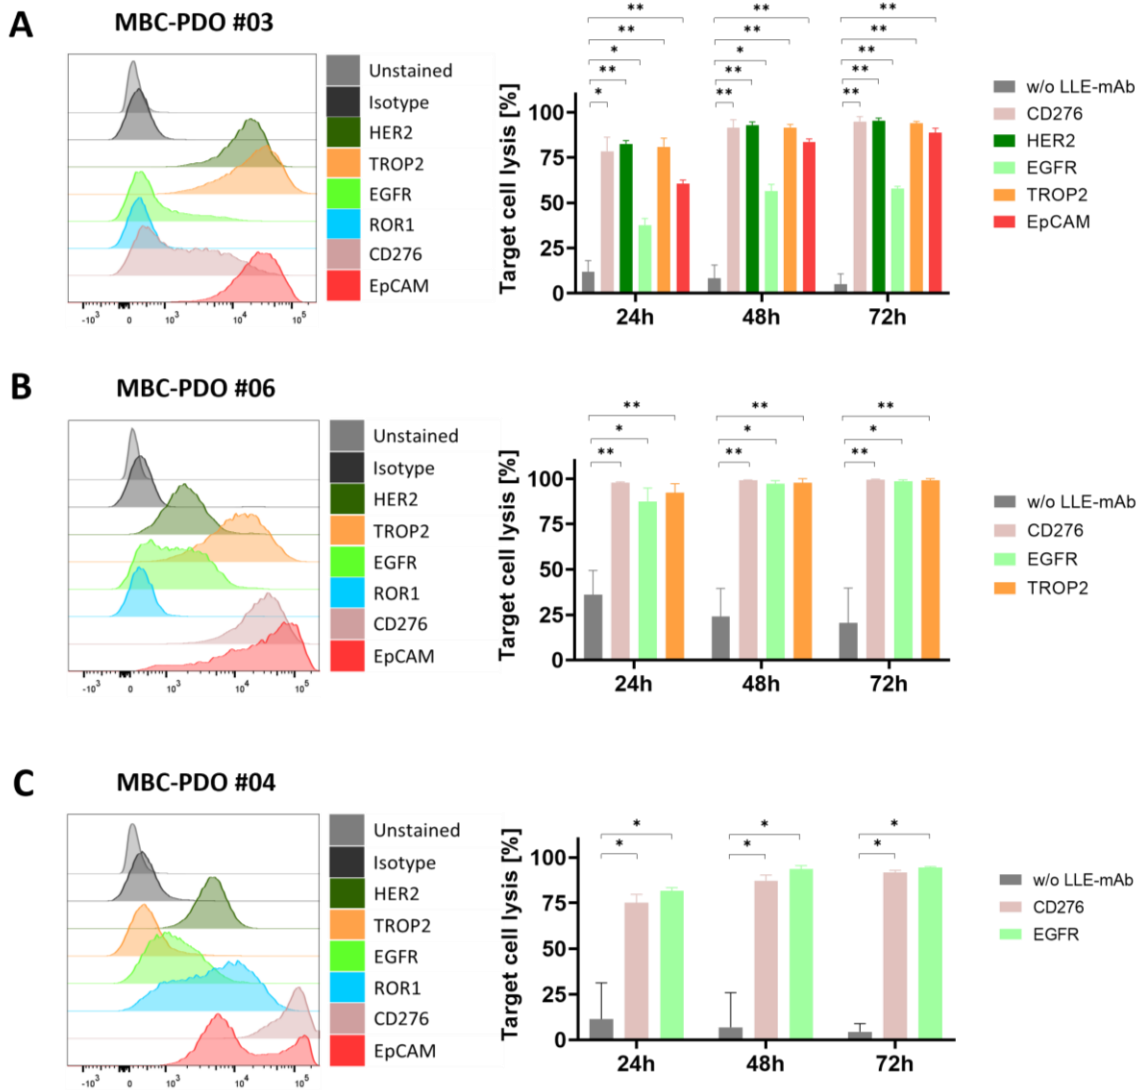 A
MBC-PDO #03
Unstained
Isotype
HER2
TROP2
EGFR
ROR1
CD276
EpCAM
-10³ 0 10³ 10⁴ 10⁵
Target cell lysis [%]
100
75
50
25
0
** ** **
** ** **
* * **
** ** **
* ** **
24h 48h 72h
w/o LLE-mAb
CD276
HER2
EGFR
TROP2
EpCAM
B
MBC-PDO #06
Unstained
Isotype
HER2
TROP2
EGFR
ROR1
CD276
EpCAM
-10³ 0 10³ 10⁴ 10⁵
Target cell lysis [%]
100
75
50
25
0
** ** **
* * *
** ** **
24h 48h 72h
w/o LLE-mAb
CD276
EGFR
TROP2
C
MBC-PDO #04
Unstained
Isotype
HER2
TROP2
EGFR
ROR1
CD276
EpCAM
-10³ 0 10³ 10⁴ 10⁵
Target cell lysis [%]
100
75
50
25
0
* * *
* * *
24h 48h 72h
w/o LLE-mAb
CD276
EGFR